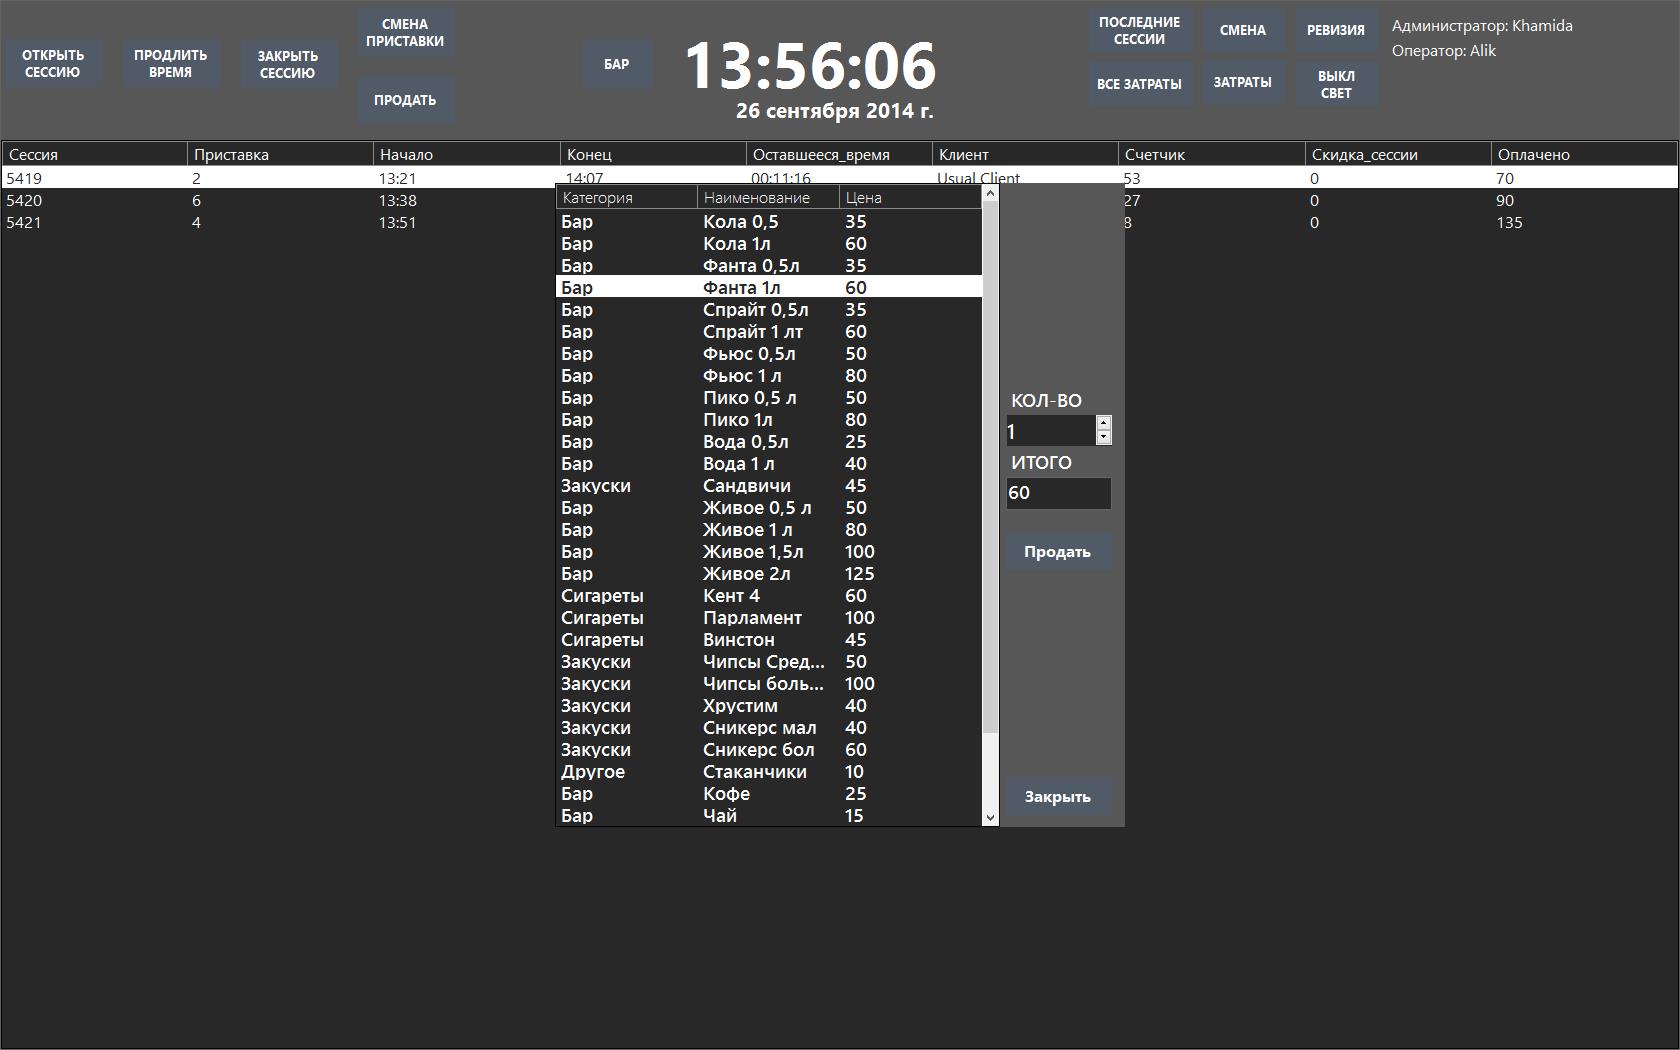 ОТКРЫТЬ
СЕССИЮ
ПРОДЛИТЬ
ВРЕМЯ
ЗАКРЫТЬ
СЕССИЮ
СМЕНА
ПРИСТАВКИ
ПРОДАТЬ
БАР
13:56:06
26 сентября 2014 г.
ПОСЛЕДНИЕ
СЕССИИ
СМЕНА
РЕВИЗИЯ
ВСЕ ЗАТРАТЫ
ЗАТРАТЫ
ВЫКЛ
СВЕТ
Администратор: Khamida
Оператор: Alik
Сессия Приставка Начало Конец Оставшееся_время Клиент Счетчик Скидка_сессии Оплачено
5419 2 13:21 14:07 00:11:16 Usual Client 53 0 70
5420 6 13:38 27 0 90
5421 4 13:51 8 0 135
Категория Наименование Цена
Бар Кола 0,5 35
Бар Кола 1л 60
Бар Фанта 0,5л 35
Бар Фанта 1л 60
Бар Спрайт 0,5л 35
Бар Спрайт 1 лт 60
Бар Фьюс 0,5л 50
Бар Фьюс 1 л 80
Бар Пико 0,5 л 50
Бар Пико 1л 80
Бар Вода 0,5л 25
Бар Вода 1 л 40
Закуски Сандвичи 45
Бар Живое 0,5 л 50
Бар Живое 1 л 80
Бар Живое 1,5л 100
Бар Живое 2л 125
Сигареты Кент 4 60
Сигареты Парламент 100
Сигареты Винстон 45
Закуски Чипсы Сред... 50
Закуски Чипсы боль... 100
Закуски Хрустим 40
Закуски Сникерс мал 40
Закуски Сникерс бол 60
Другое Стаканчики 10
Бар Кофе 25
Бар Чай 15
КОЛ-ВО
1
ИТОГО
60
Продать
Закрыть